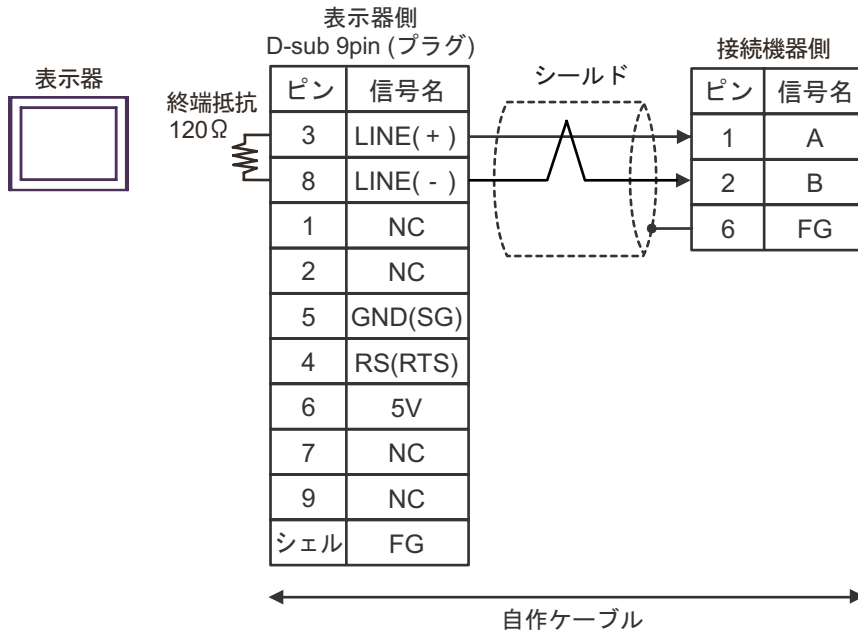 表示器側
D-sub 9pin (プラグ)
接続機器側
表示器
終端抵抗
120Ω
シールド
ピン 信号名
3 LINE( + )
8 LINE( - )
1 NC
2 NC
5 GND(SG)
4 RS(RTS)
6 5V
7 NC
9 NC
シェル FG
ピン 信号名
1 A
2 B
6 FG
自作ケーブル